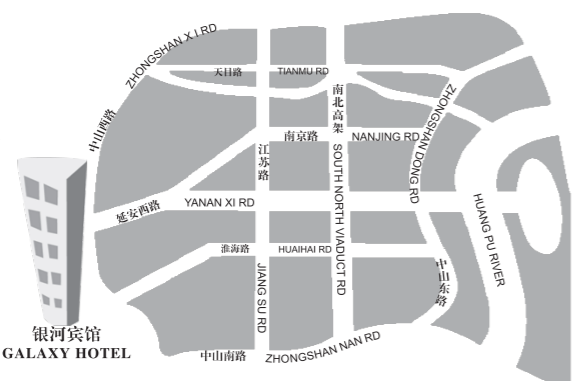 ZHONGSHAN X I RD
天目路
TIANMU RD
中山西路
南北高架
ZHONGSHAN DONG RD
南京路
NANJING RD
江苏路
SOUTH NORTH VIADUCT RD
延安西路
YANAN XI RD
HUANG PU RIVER
淮海路
HUAIHAI RD
中山东路
JIANG SU RD
银河宾馆
GALAXY HOTEL
中山南路
ZHONGSHAN NAN RD